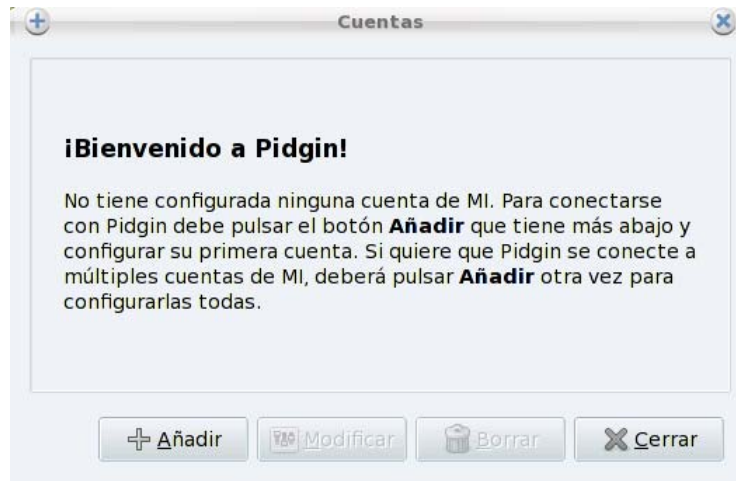 Cuentas
¡Bienvenido a Pidgin!
No tiene configurada ninguna cuenta de MI. Para conectarse
con Pidgin debe pulsar el botón Añadir que tiene más abajo y
configurar su primera cuenta. Si quiere que Pidgin se conecte a
múltiples cuentas de MI, deberá pulsar Añadir otra vez para
configurarlas todas.
Añadir Modificar Borrar Cerrar